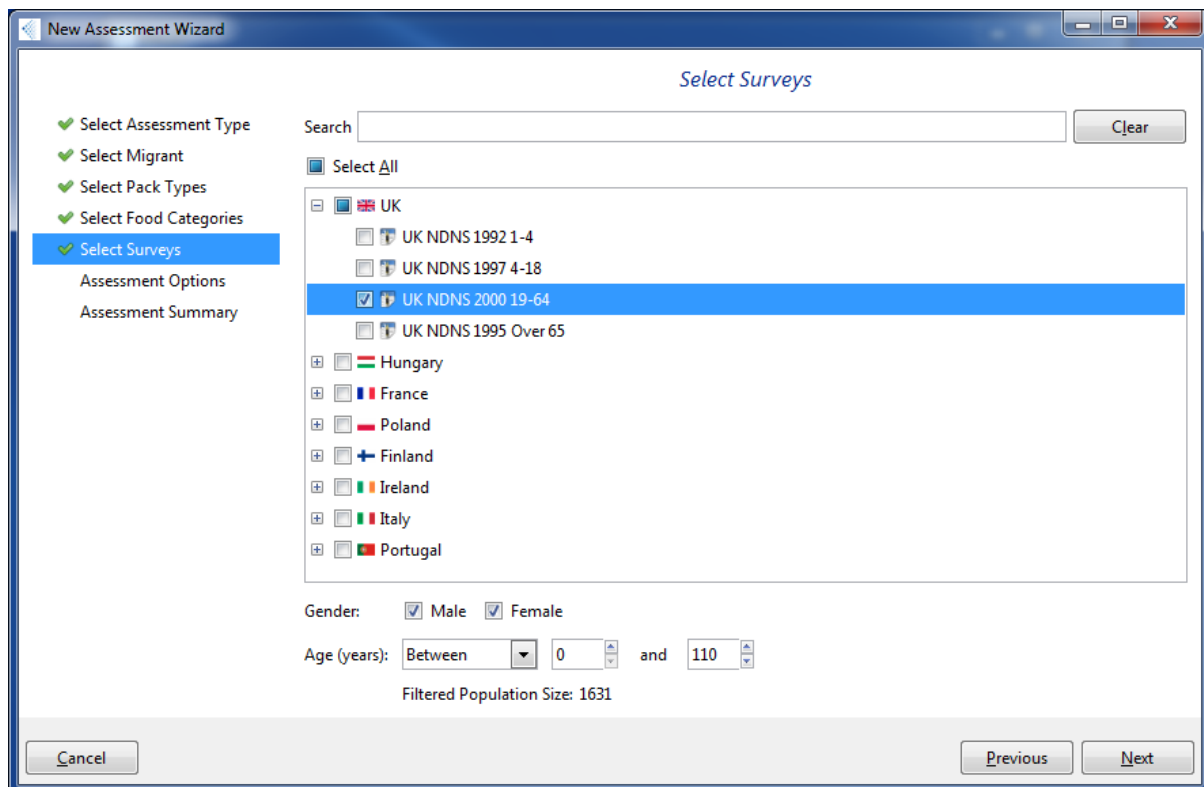 New Assessment Wizard
Select Surveys
Select Assessment Type
Select Migrant
Select Pack Types
Select Food Categories
Select Surveys
Assessment Options
Assessment Summary
Search
Clear
Select All
UK
UK NDNS 1992 1-4
UK NDNS 1997 4-18
UK NDNS 2000 19-64
UK NDNS 1995 Over 65
Hungary
France
Poland
Finland
Ireland
Italy
Portugal
Gender: Male Female
Age (years): Between 0 and 110
Filtered Population Size: 1631
Cancel Previous Next